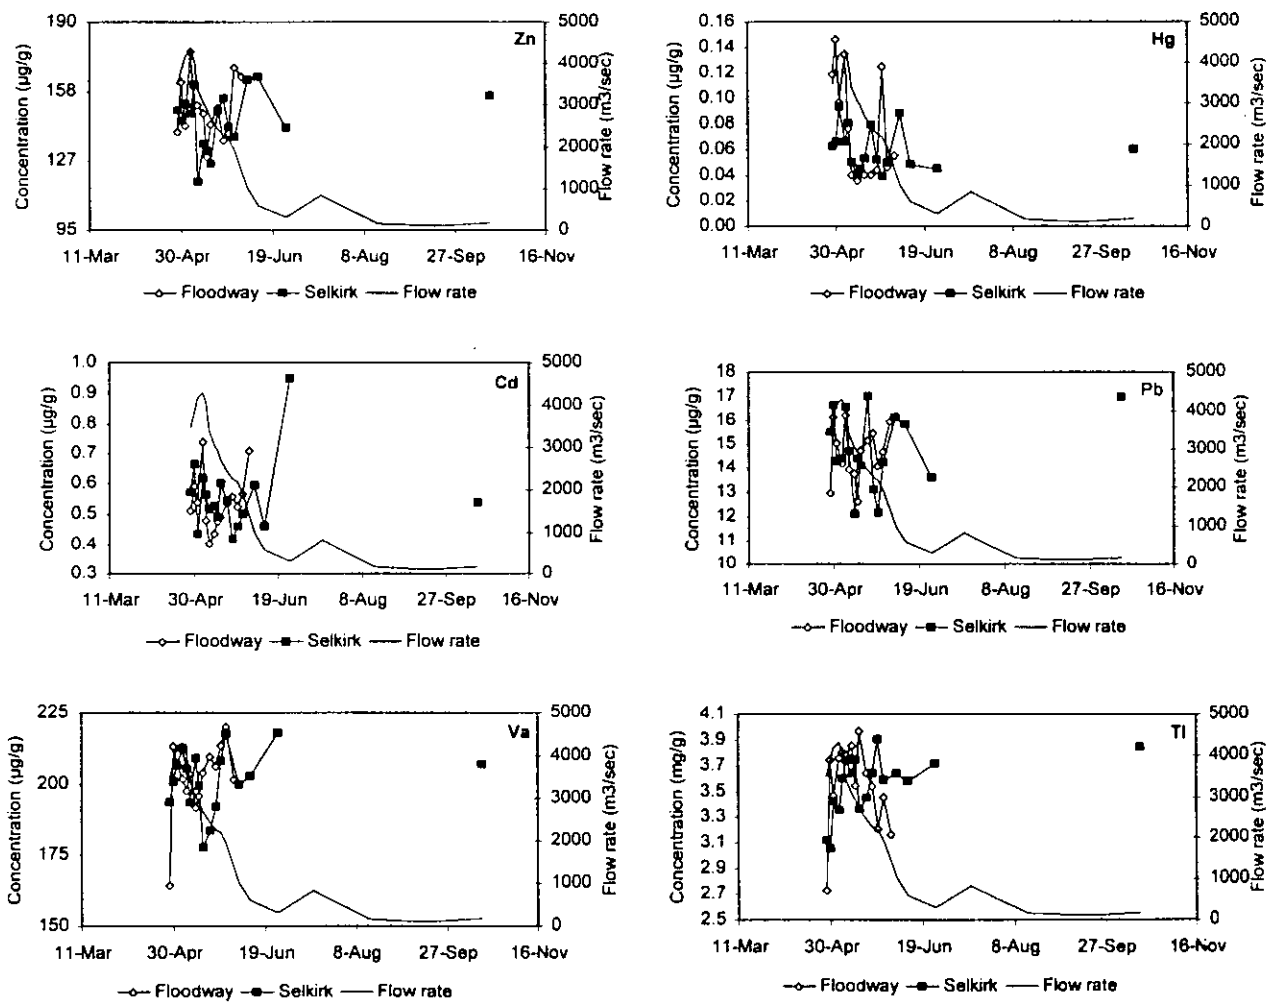 Zn
Concentration (µg/g)
190
158
127
95
5000
4000
3000
2000
1000
0
Flow rate (m3/sec)
11-Mar 30-Apr 19-Jun 8-Aug 27-Sep 16-Nov
Floodway Selkirk Flow rate
Hg
Concentration (µg/g)
0.16
0.14
0.12
0.10
0.08
0.06
0.04
0.02
0.00
5000
4000
3000
2000
1000
0
Flow rate (m3/sec)
11-Mar 30-Apr 19-Jun 8-Aug 27-Sep 16-Nov
Floodway Selkirk Flow rate
Cd
Concentration (µg/g)
1.0
0.9
0.8
0.7
0.6
0.5
0.4
0.3
5000
4000
3000
2000
1000
0
Flow rate (m3/sec)
11-Mar 30-Apr 19-Jun 8-Aug 27-Sep 16-Nov
Floodway Selkirk Flow rate
Pb
Concentration (µg/g)
18
17
16
15
14
13
12
11
10
5000
4000
3000
2000
1000
0
Flow rate (m3/sec)
11-Mar 30-Apr 19-Jun 8-Aug 27-Sep 16-Nov
Floodway Selkirk Flow rate
Va
Concentration (µg/g)
225
200
175
150
5000
4000
3000
2000
1000
0
Flow rate (m3/sec)
11-Mar 30-Apr 19-Jun 8-Aug 27-Sep 16-Nov
Floodway Selkirk Flow rate
TI
Concentration (mg/g)
4.1
3.9
3.7
3.5
3.3
3.1
2.9
2.7
2.5
5000
4000
3000
2000
1000
0
Flow rate (m3/sec)
11-Mar 30-Apr 19-Jun 8-Aug 27-Sep 16-Nov
Floodway Selkirk Flow rate